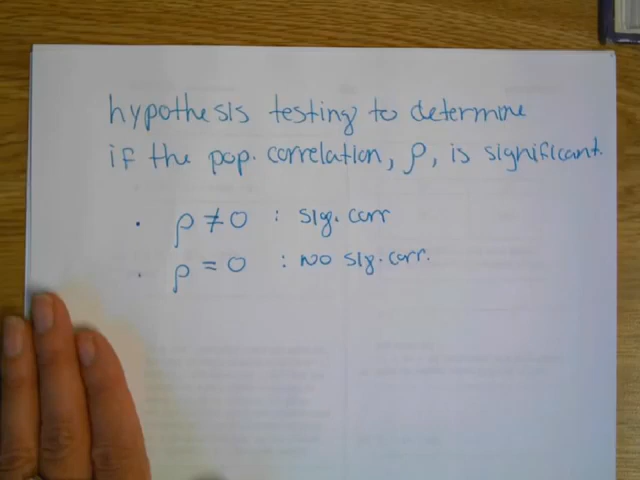 hypothesis testing to determine
if the pop. correlation, ρ, is significant.
• ρ ≠ 0 : sig. corr
• ρ = 0 : no sig. corr.